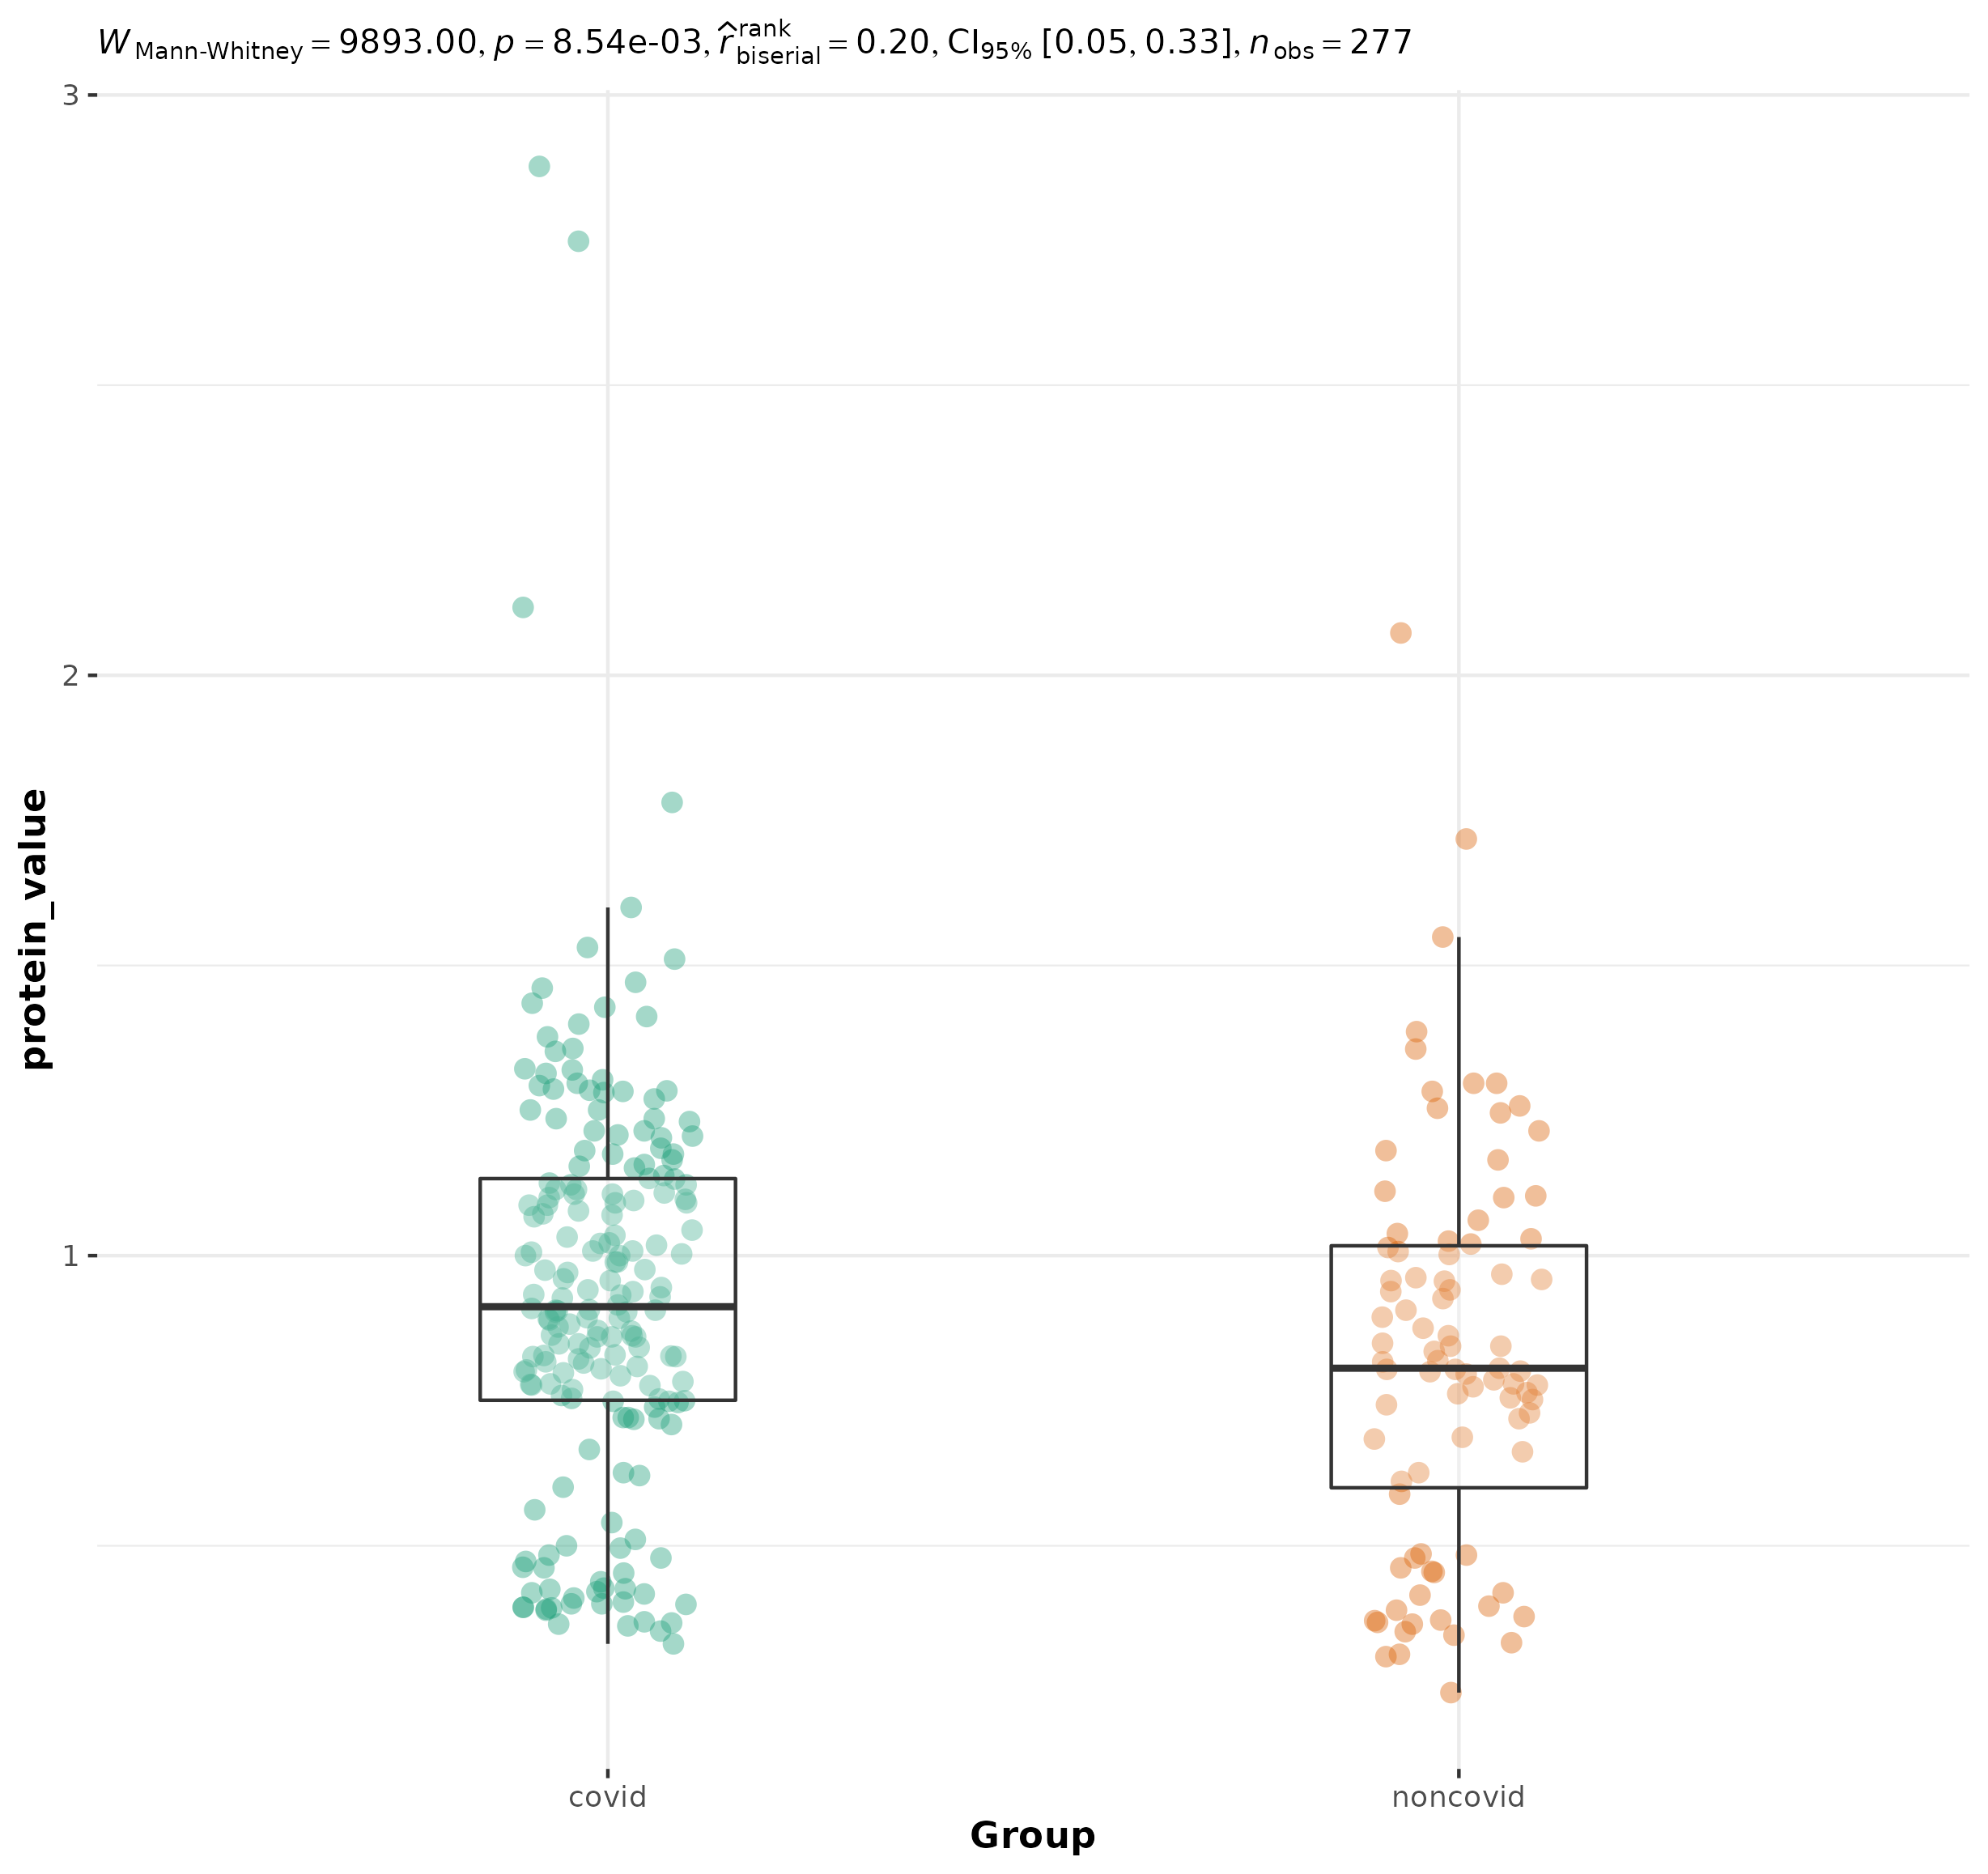 W Mann-Whitney = 9893.00, p = 8.54e-03, r̂ rank biserial = 0.20, CI95% [0.05, 0.33], nobs = 277
3
2
1
protein_value
covid noncovid
Group